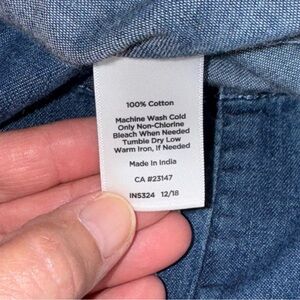 100% Cotton
Machine Wash Cold
Only Non-Chlorine
Bleach When Needed
Tumble Dry Low
Warm Iron, If Needed
Made In India
CA #23147
INS324 12/18